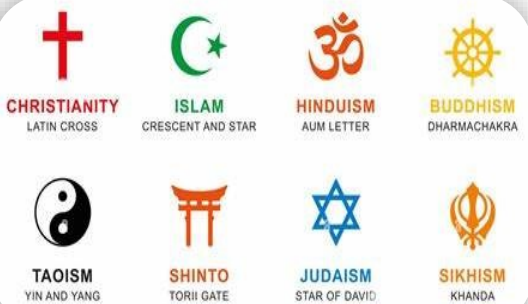 CHRISTIANITY
LATIN CROSS
ISLAM
CRESCENT AND STAR
HINDUISM
AUM LETTER
BUDDHISM
DHARMACHAKRA
TAOISM
YIN AND YANG
SHINTO
TORII GATE
JUDAISM
STAR OF DAVID
SIKHISM
KHANDA